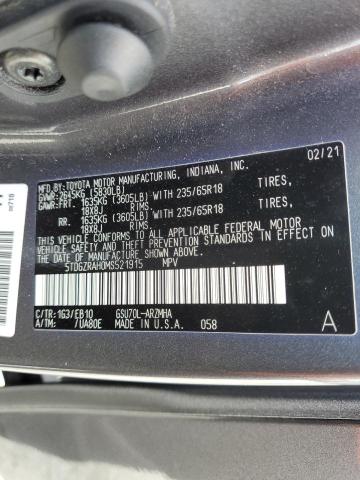 MFD. BY: TOYOTA MOTOR MANUFACTURING, INDIANA, INC. 02/21
GVWR: 2645KG (5830LB)
GAWR: FRT. 1635KG (3605LB) WITH 235/65R18 TIRES,
18X8J RIMS,
RR. 1635KG (3605LB) WITH 235/65R18 TIRES,
18X8J RIMS.
THIS VEHICLE CONFORMS TO ALL APPLICABLE FEDERAL MOTOR
VEHICLE SAFETY AND THEFT PREVENTION STANDARDS IN
EFFECT ON THE DATE OF MANUFACTURE SHOWN ABOVE.
5TDGZRAH0MS521915 MPV
C/TR: 1G3/EB10 GSU70L-ARZMHA
A/TM: /UA80E MADE IN U.S.A. 058 A